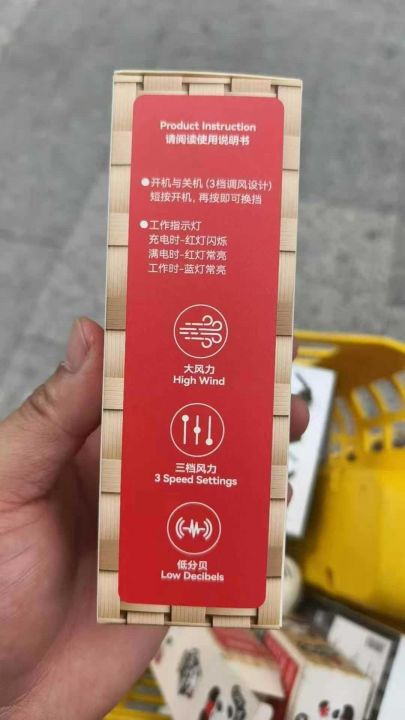 Product Instruction
请阅读使用说明书
●开机与关机(3档调风设计)
短按开机,再按即可换挡
●工作指示灯
充电时-红灯闪烁
满电时-红灯常亮
工作时-蓝灯常亮
大风力
High Wind
三档风力
3 Speed Settings
低分贝
Low Decibels